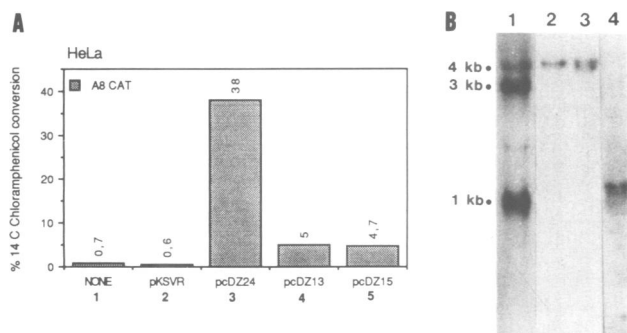 A
HeLa
% 14 C Chloramphenicol conversion
A8 CAT
40
30
20
10
0
0,7
0,6
38
5
4,7
NONE pKSVR pcDZ24 pcDZ13 pcDZ15
1 2 3 4 5
B
1 2 3 4
4 kb
3 kb
1 kb